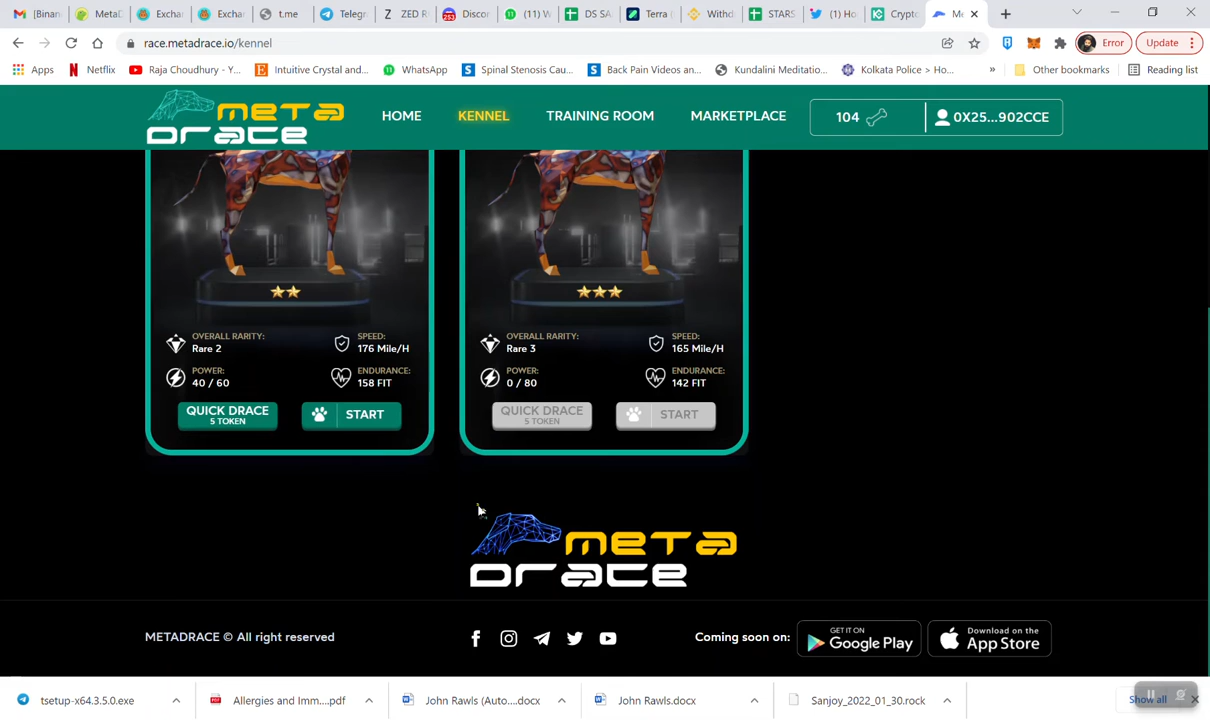 (Binan
MetaD
Exchan
Exchan
t.me
Telegr
ZED R
Discor
(11) W
DS SA
Terra
Withd
STARS
(1) Ho
Crypto
Me
race.metadrace.io/kennel
Error
Update
Apps
Netflix
Raja Choudhury - Y...
Intuitive Crystal and...
WhatsApp
Spinal Stenosis Cau...
Back Pain Videos an...
Kundalini Meditatio...
Kolkata Police > Ho...
»
Other bookmarks
Reading list
META
DRACE
HOME
KENNEL
TRAINING ROOM
MARKETPLACE
104
0X25...902CCE
OVERALL RARITY:
Rare 2
SPEED:
176 Mile/H
POWER:
40 / 60
ENDURANCE:
158 FIT
QUICK DRACE
5 TOKEN
START
OVERALL RARITY:
Rare 3
SPEED:
165 Mile/H
POWER:
0 / 80
ENDURANCE:
142 FIT
QUICK DRACE
5 TOKEN
START
META
DRACE
METADRACE © All right reserved
Coming soon on:
GET IT ON
Google Play
Download on the
App Store
tsetup-x64.3.5.0.exe
Allergies and Imm....pdf
John Rawls (Auto....docx
John Rawls.docx
Sanjoy_2022_01_30.rock
Show all